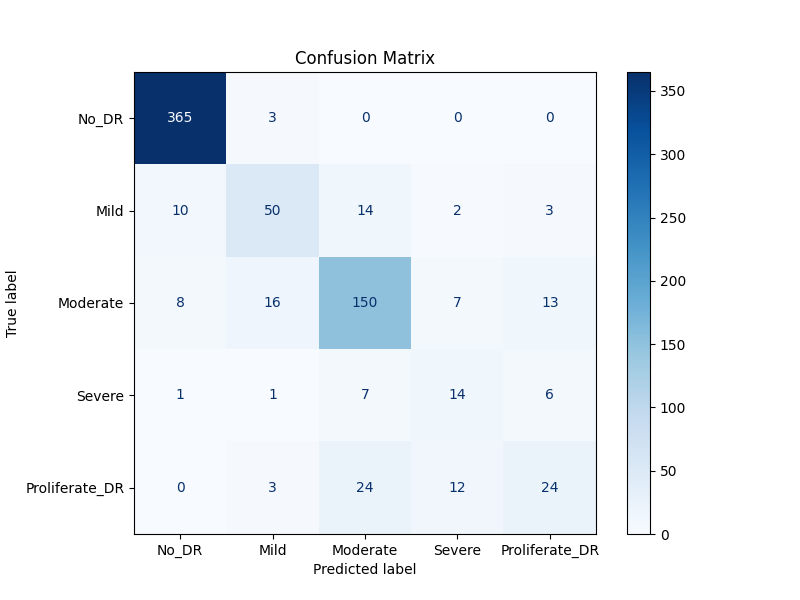 Confusion Matrix
True label
No_DR 365 3 0 0 0
Mild 10 50 14 2 3
Moderate 8 16 150 7 13
Severe 1 1 7 14 6
Proliferate_DR 0 3 24 12 24
No_DR Mild Moderate Severe Proliferate_DR
Predicted label
350
300
250
200
150
100
50
0